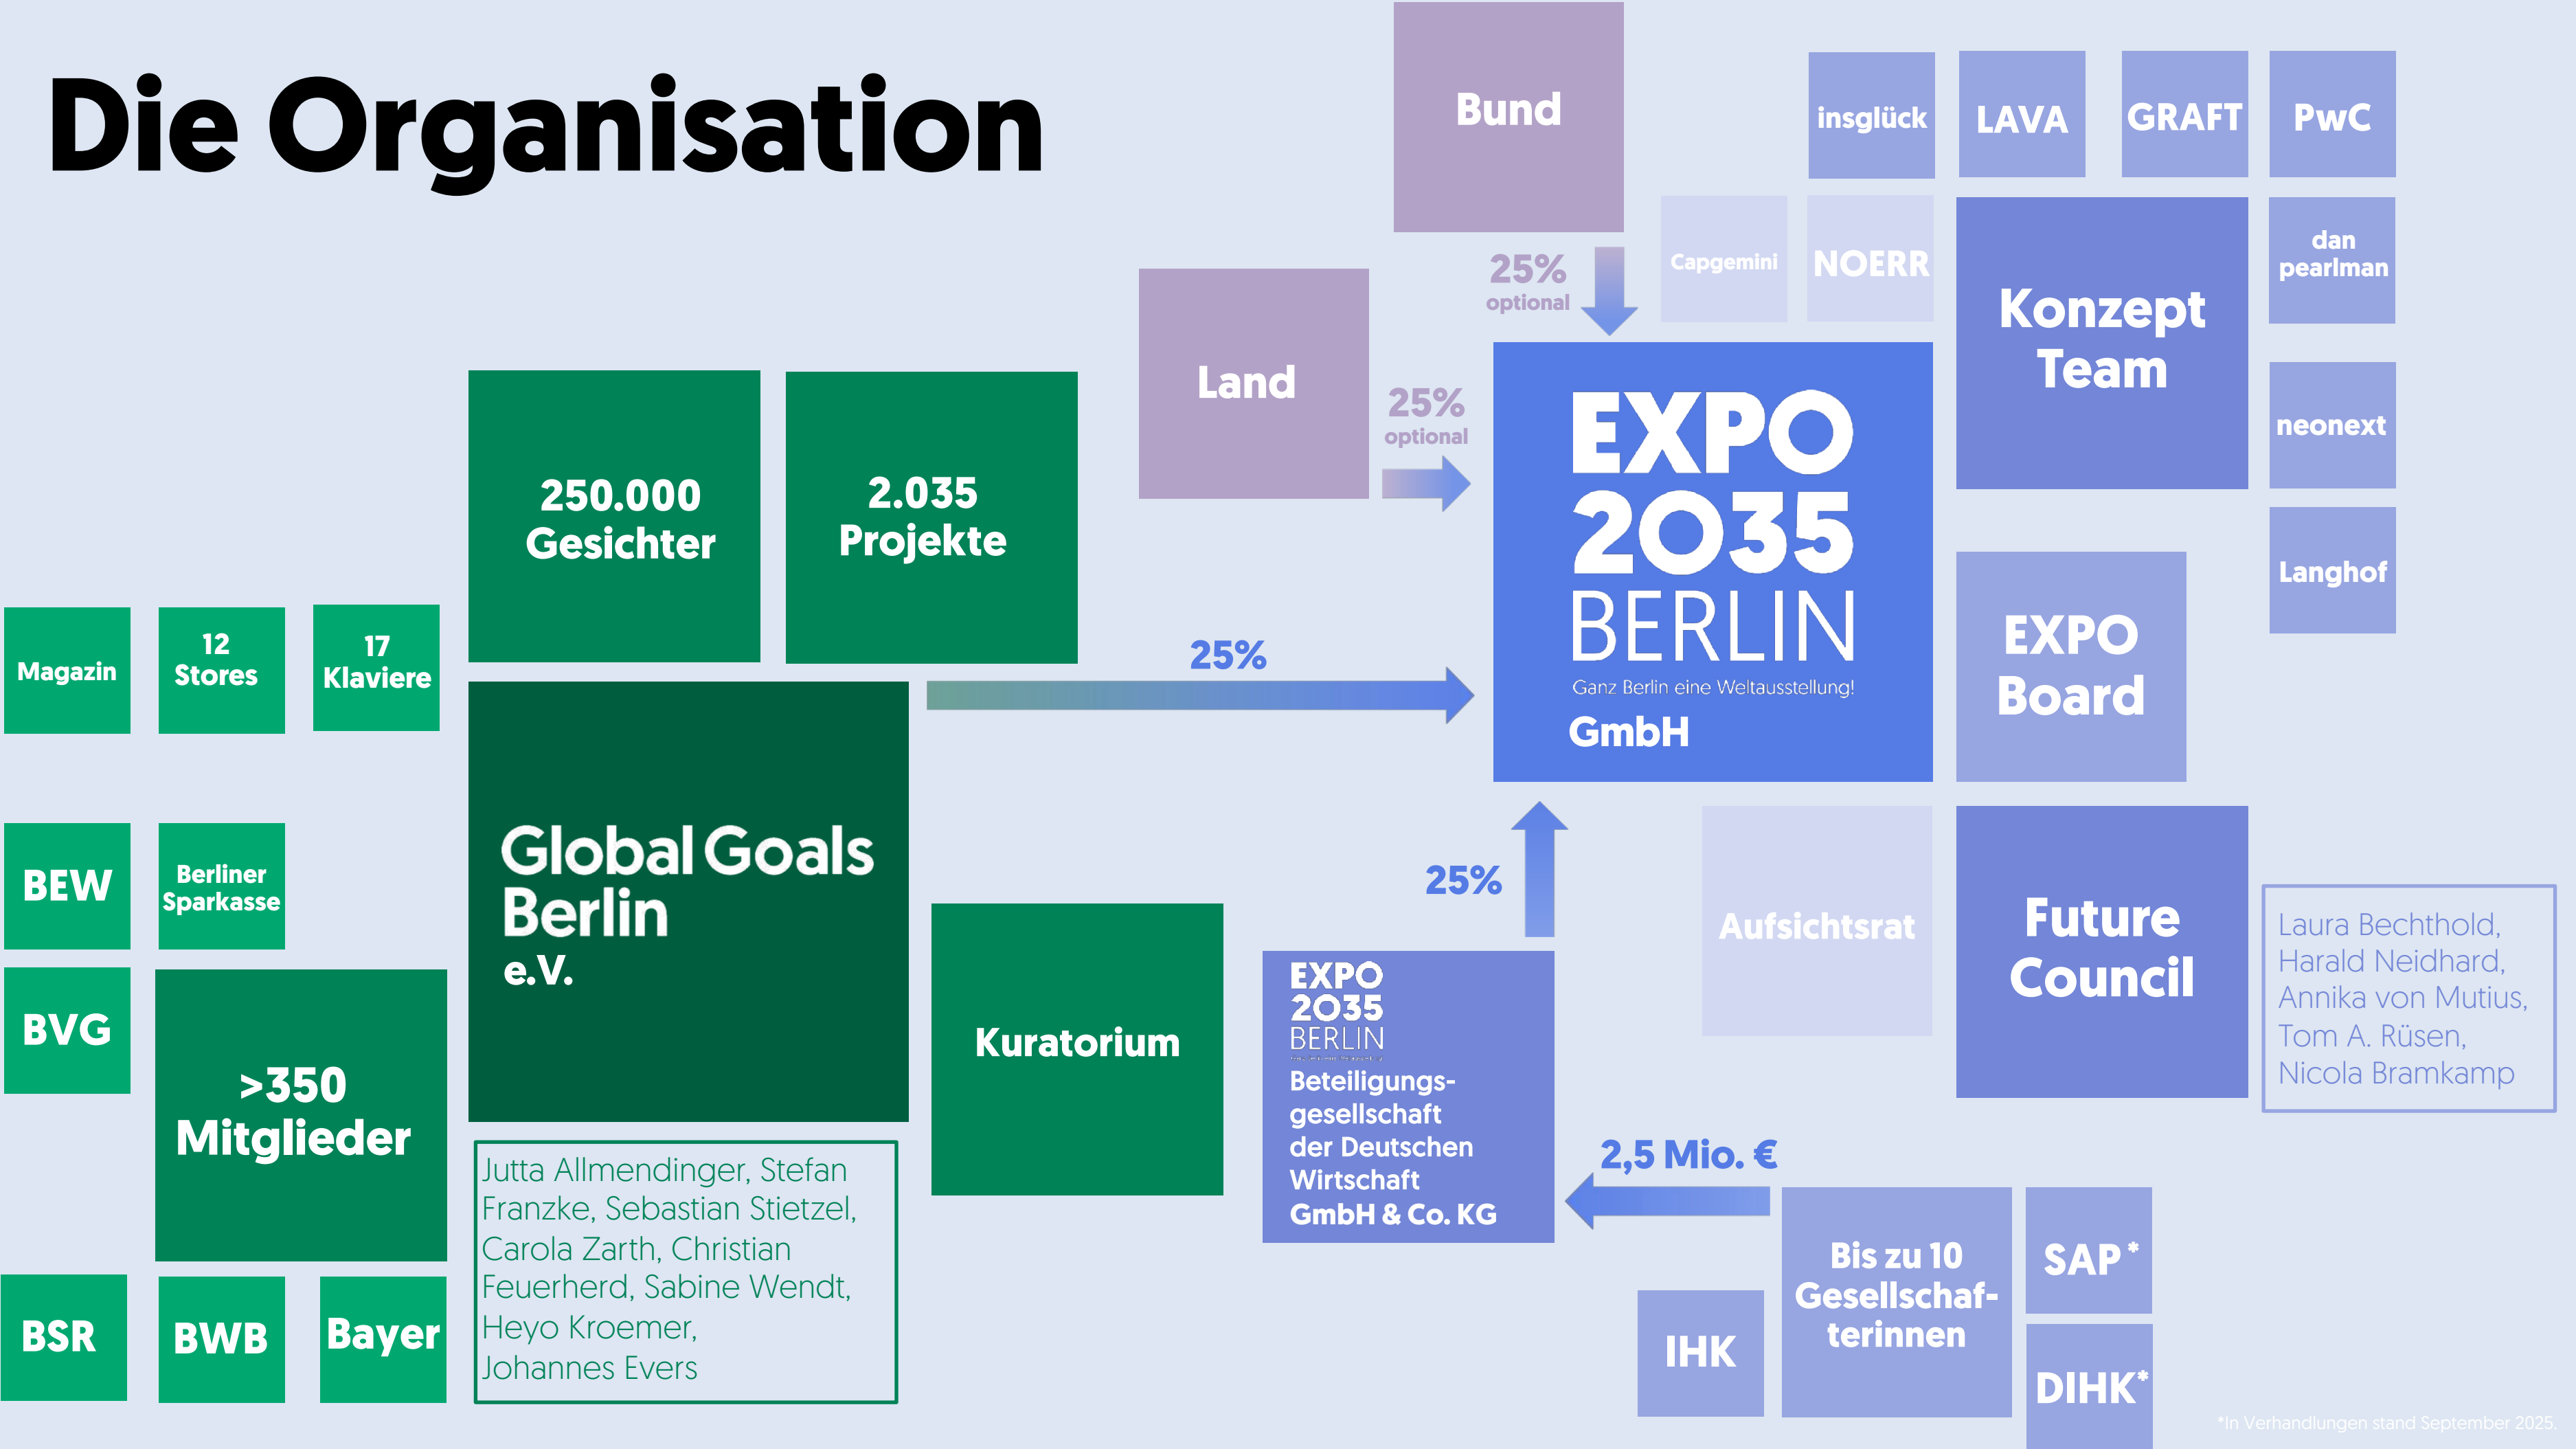 Die Organisation
Bund
insglück
LAVA
GRAFT
PwC
25%
optional
Capgemini
NOERR
Konzept
Team
dan
pearlman
Land
25%
optional
neonext
Langhof
250.000
Gesichter
2.035
Projekte
EXPO
2035
BERLIN
Ganz Berlin eine Weltausstellung!
GmbH
EXPO
Board
Magazin
12
Stores
17
Klaviere
25%
BEW
Berliner
Sparkasse
Global Goals
Berlin
e.V.
25%
Aufsichtsrat
Future
Council
Laura Bechthold,
Harald Neidhard,
Annika von Mutius,
Tom A. Rüsen,
Nicola Bramkamp
BVG
>350
Mitglieder
Kuratorium
EXPO
2035
BERLIN
Beteiligungs-
gesellschaft
der Deutschen
Wirtschaft
GmbH & Co. KG
2,5 Mio. €
Jutta Allmendinger, Stefan
Franzke, Sebastian Stietzel,
Carola Zarth, Christian
Feuerherd, Sabine Wendt,
Heyo Kroemer,
Johannes Evers
BSR
BWB
Bayer
IHK
Bis zu 10
Gesellschaf-
terinnen
SAP*
DIHK*
*In Verhandlungen stand September 2025.